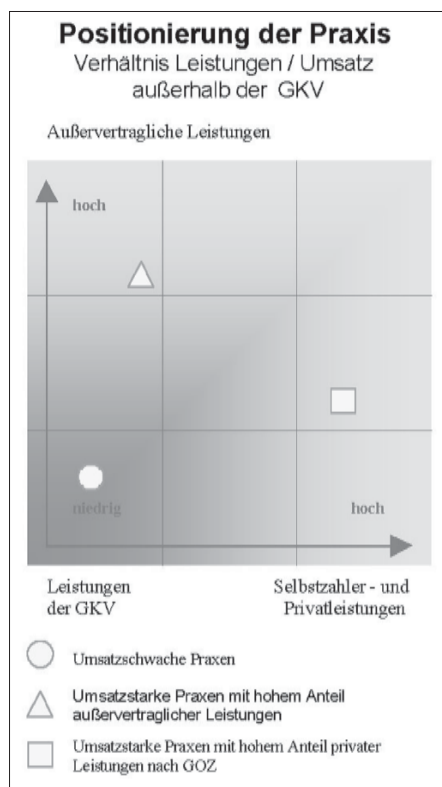 Positionierung der Praxis
Verhältnis Leistungen / Umsatz
außerhalb der GKV
Außervertragliche Leistungen
hoch
niedrig
hoch
Leistungen
der GKV
Selbstzahler - und
Privatleistungen
Umsatzschwache Praxen
Umsatzstarke Praxen mit hohem Anteil
außervertraglicher Leistungen
Umsatzstarke Praxen mit hohem Anteil privater
Leistungen nach GOZ